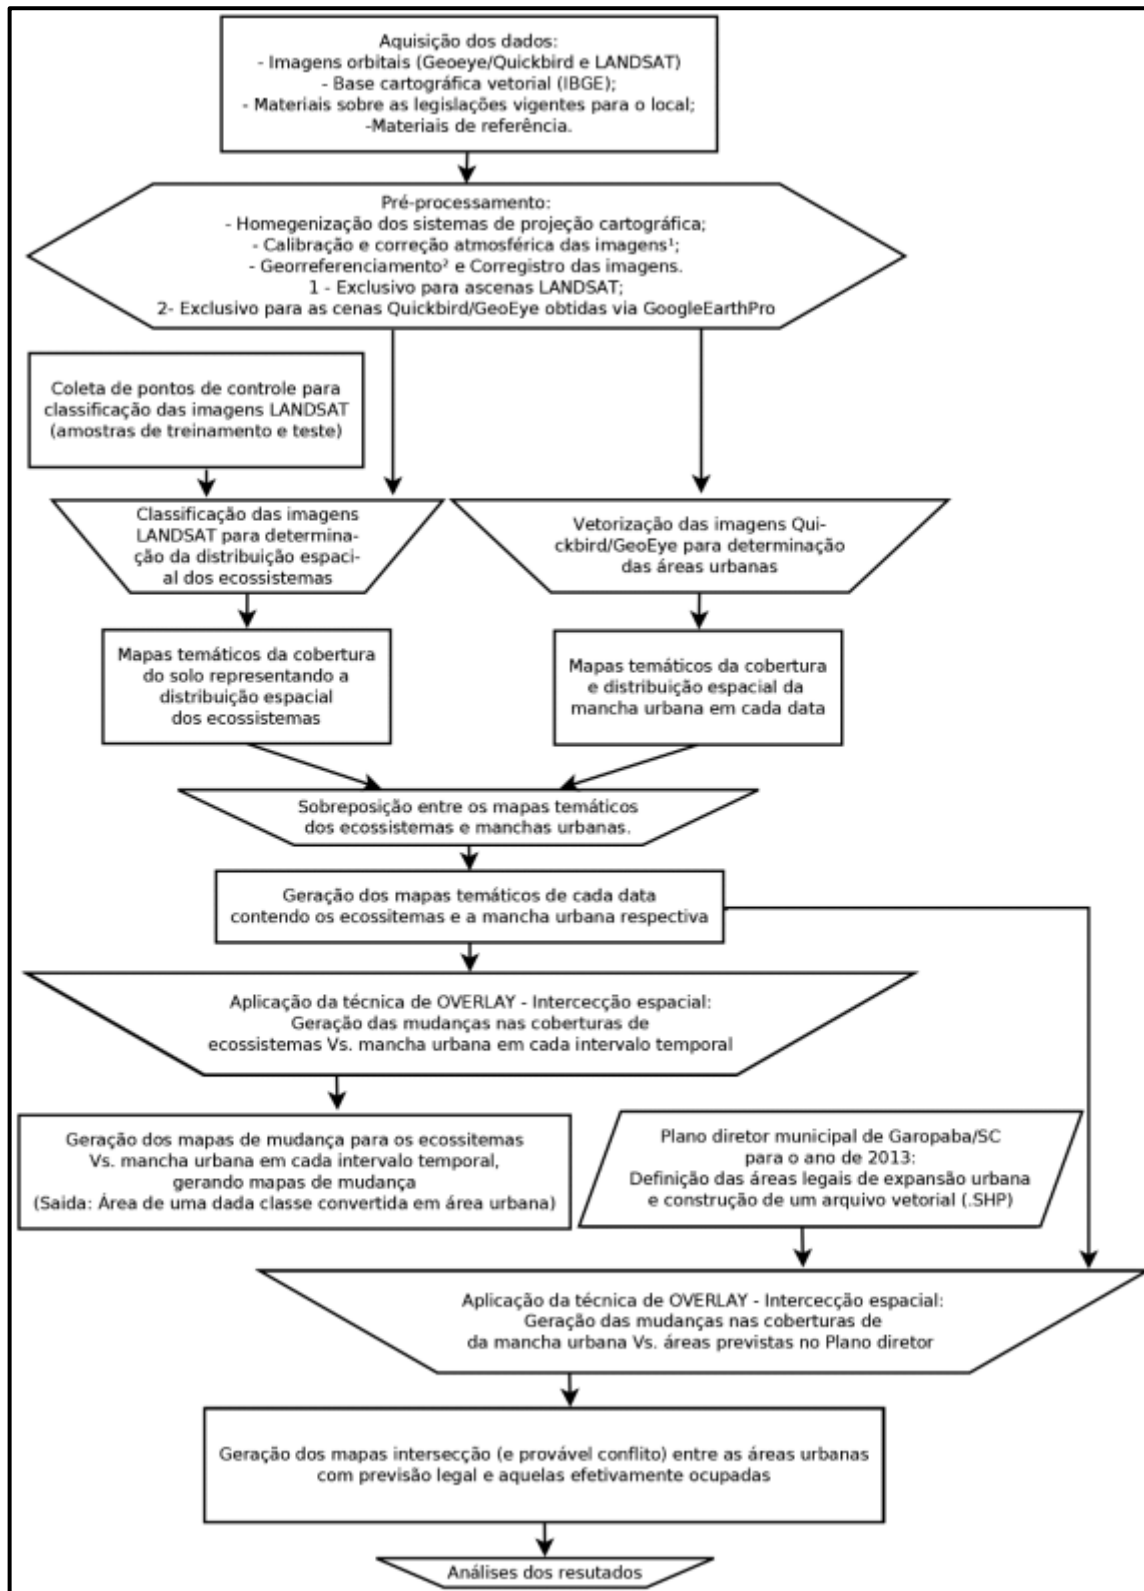 Aquisição dos dados:
- Imagens orbitais (Geoeye/Quickbird e LANDSAT)
- Base cartográfica vetorial (IBGE);
- Materiais sobre as legislações vigentes para o local;
-Materiais de referência.
Pré-processamento:
- Homegenização dos sistemas de projeção cartográfica;
- Calibração e correção atmosférica das imagens¹;
- Georreferenciamento² e Corregistro das imagens.
1 - Exclusivo para ascenas LANDSAT;
2- Exclusivo para as cenas Quickbird/GeoEye obtidas via GoogleEarthPro
Coleta de pontos de controle para
classificação das imagens LANDSAT
(amostras de treinamento e teste)
Classificação das imagens
LANDSAT para determina-
ção da distribuição espaci-
al dos ecossistemas
Vetorização das imagens Qui-
ckbird/GeoEye para determinação
das áreas urbanas
Mapas temáticos da cobertura
do solo representando a
distribuição espacial
dos ecossistemas
Mapas temáticos da cobertura
e distribuição espacial da
mancha urbana em cada data
Sobreposição entre os mapas temáticos
dos ecossistemas e manchas urbanas.
Geração dos mapas temáticos de cada data
contendo os ecossitemas e a mancha urbana respectiva
Aplicação da técnica de OVERLAY - Intercecção espacial:
Geração das mudanças nas coberturas de
ecossistemas Vs. mancha urbana em cada intervalo temporal
Geração dos mapas de mudança para os ecossitemas
Vs. mancha urbana em cada intervalo temporal,
gerando mapas de mudança
(Saida: Área de uma dada classe convertida em área urbana)
Plano diretor municipal de Garopaba/SC
para o ano de 2013:
Definição das áreas legais de expansão urbana
e construção de um arquivo vetorial (.SHP)
Aplicação da técnica de OVERLAY - Intercecção espacial:
Geração das mudanças nas coberturas de
da mancha urbana Vs. áreas previstas no Plano diretor
Geração dos mapas intersecção (e provável conflito) entre as áreas urbanas
com previsão legal e aquelas efetivamente ocupadas
Análises dos resutados